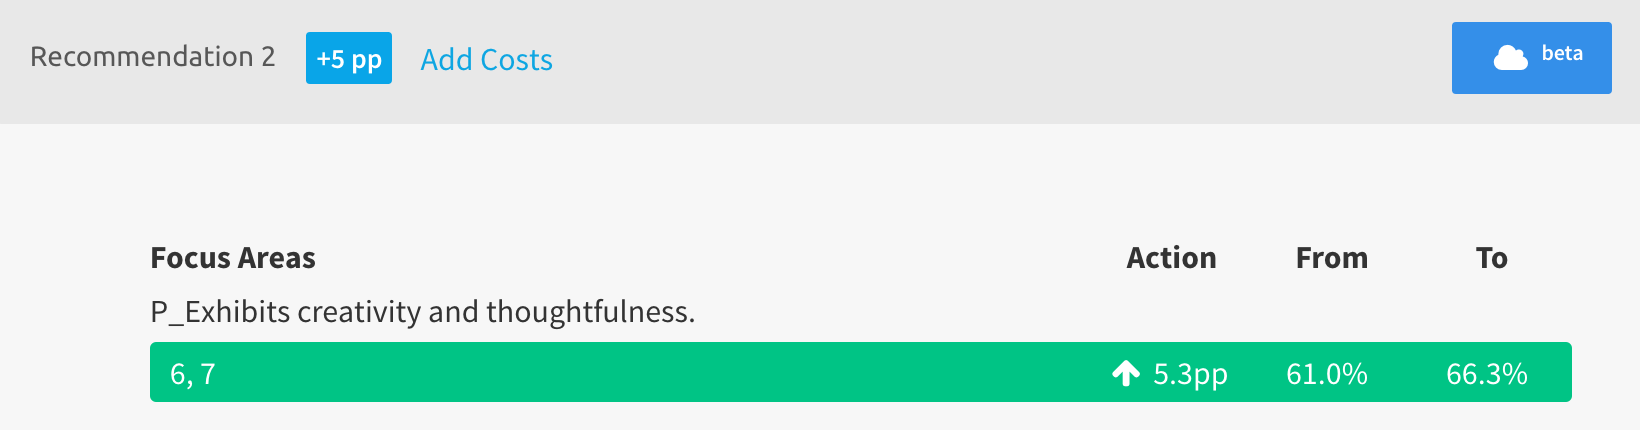 Recommendation 2 +5 pp Add Costs beta
Focus Areas Action From To
P_Exhibits creativity and thoughtfulness.
6, 7 5.3pp 61.0% 66.3%